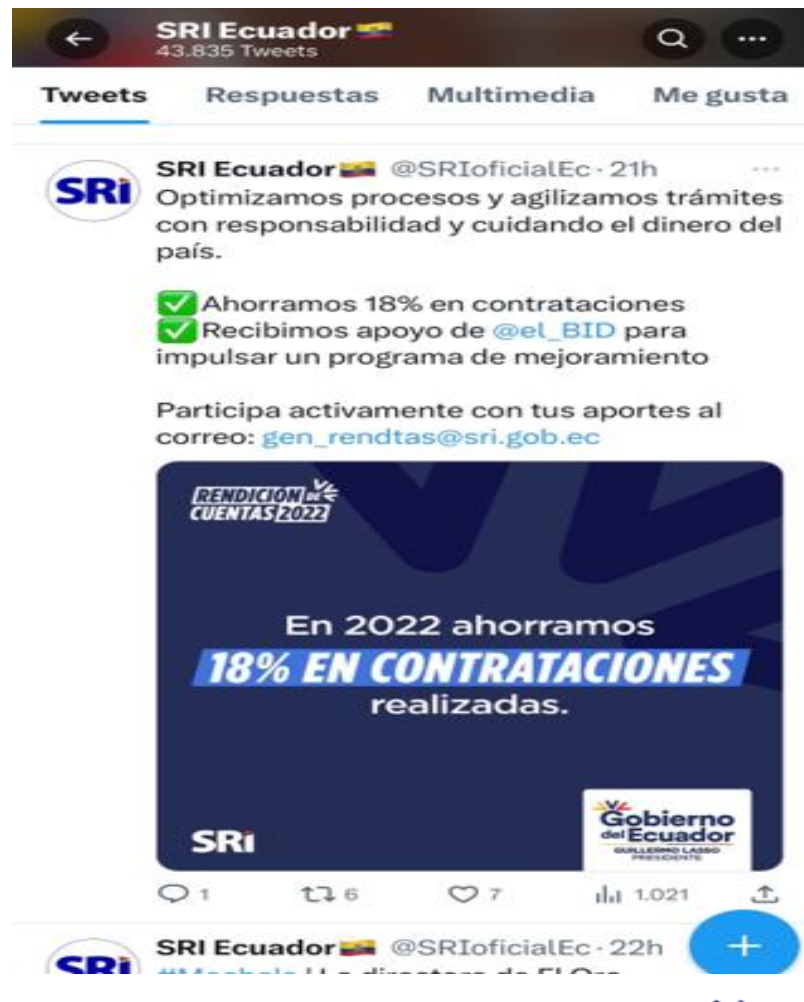 SRI Ecuador
43.835 Tweets
Tweets Respuestas Multimedia Me gusta
SRI Ecuador @SRIoficialEc · 21h
SRi
Optimizamos procesos y agilizamos trámites
con responsabilidad y cuidando el dinero del
país.
✅Ahorramos 18% en contrataciones
✅Recibimos apoyo de @el_BID para
impulsar un programa de mejoramiento
Participa activamente con tus aportes al
correo: gen_rendtas@sri.gob.ec
RENDICIÓN DE
CUENTAS 2022
En 2022 ahorramos
18% EN CONTRATACIONES
realizadas.
SRi
Gobierno
del Ecuador
GUILLERMO LASSO
PRESIDENTE
1 6 7 1.021
SRI Ecuador @SRIoficialEc · 22h
SRi